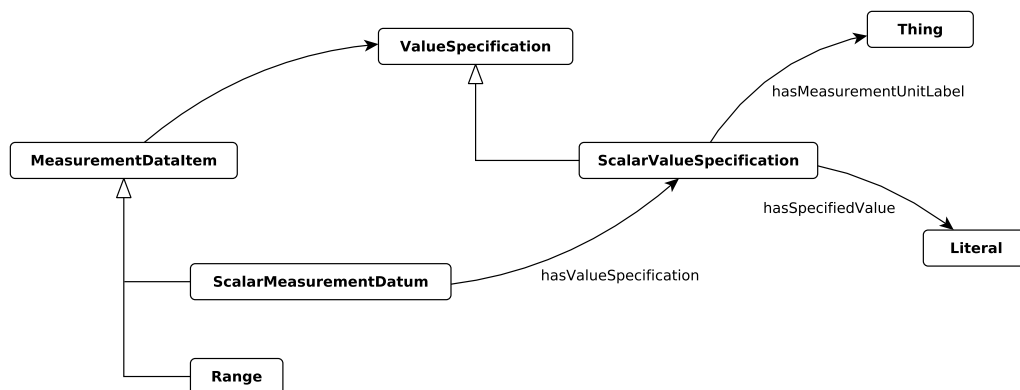 Thing
ValueSpecification
hasMeasurementUnitLabel
MeasurementDataItem
ScalarValueSpecification
hasSpecifiedValue
Literal
hasValueSpecification
ScalarMeasurementDatum
Range